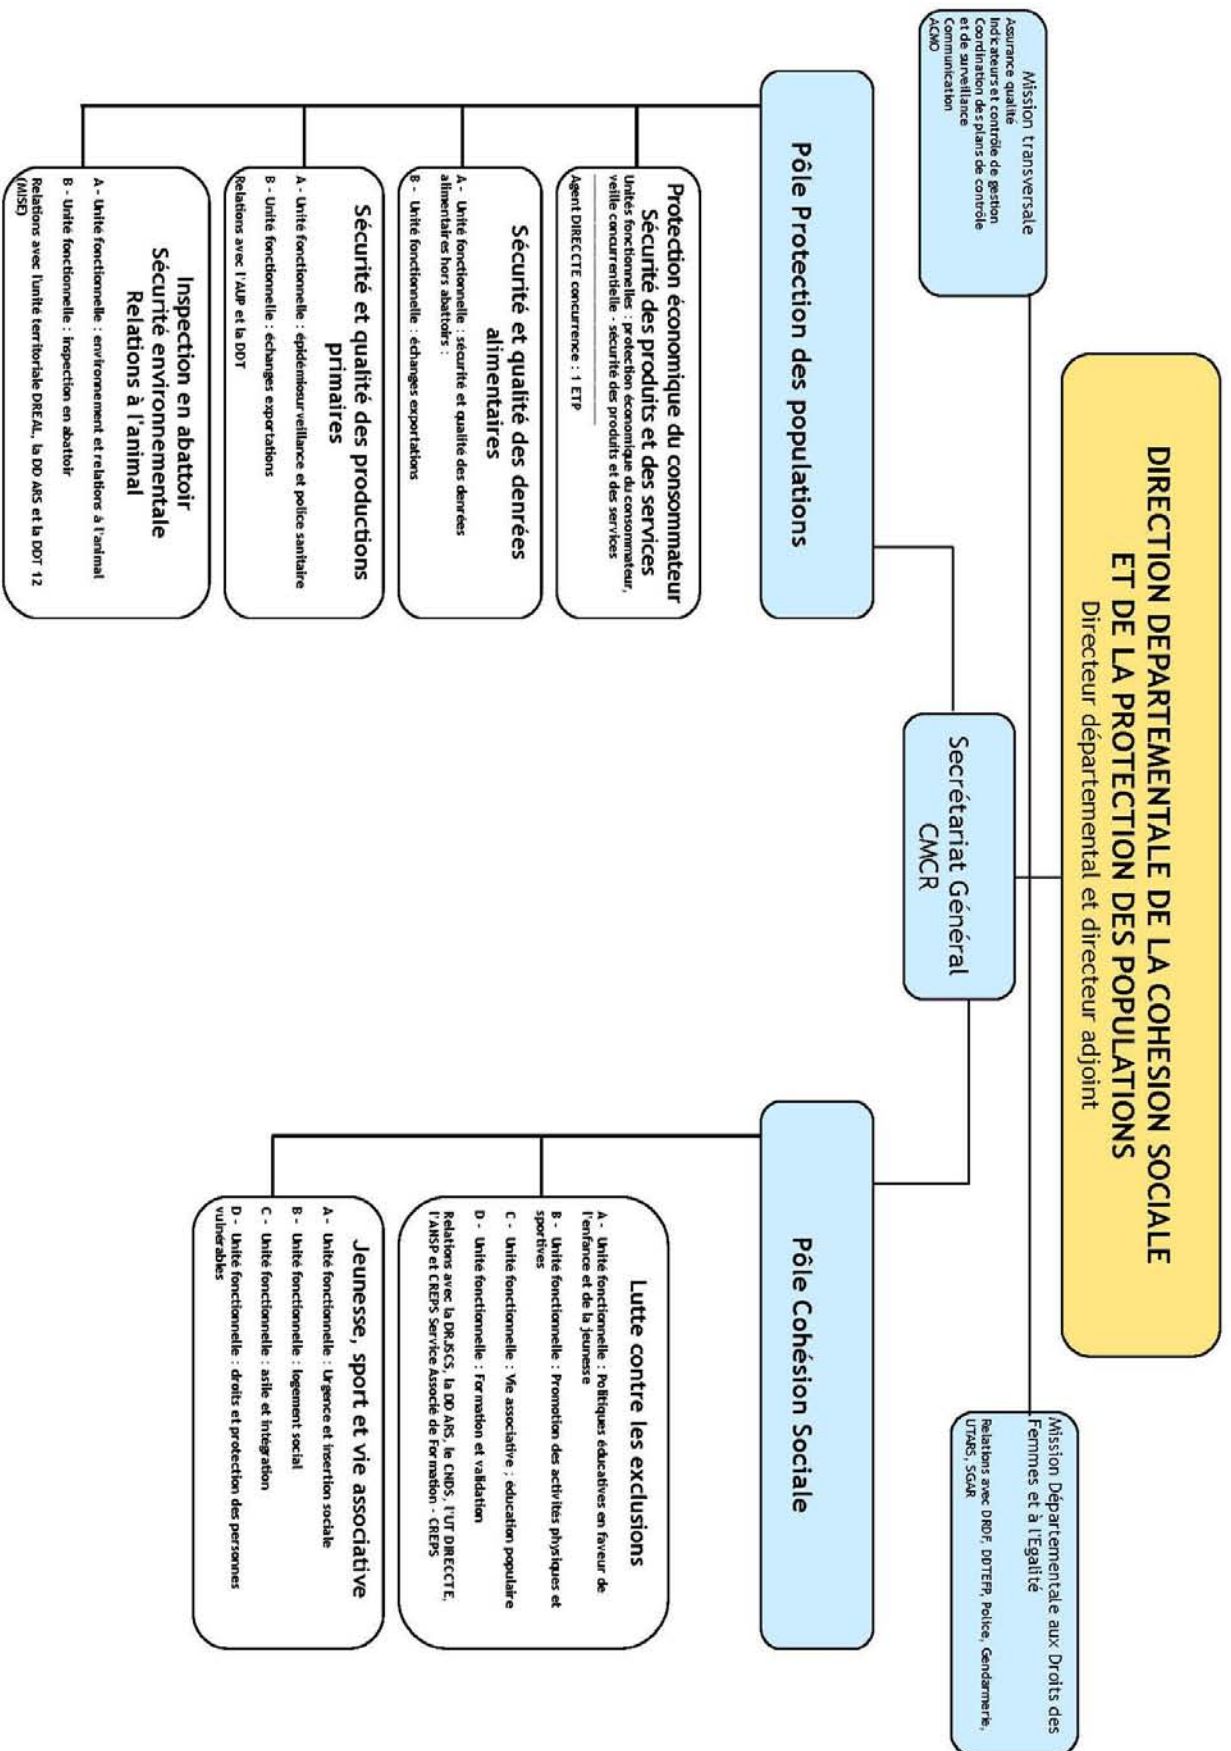 DIRECTION DEPARTEMENTALE DE LA COHESION SOCIALE
ET DE LA PROTECTION DES POPULATIONS
Directeur départemental et directeur adjoint
Mission transversale
Assurance qualité
Indicateurs et contrôle de gestion
Coordination des plans de contrôle
et de surveillance
Communication
ACMO
Mission Départementale aux Droits des
Femmes et à l'Egalité
Relations avec DRDF, DDTEFP, Police, Gendarmerie,
UTARS, SGAR
Secrétariat Général
CMCR
Pôle Protection des populations
Protection économique du consommateur
Sécurité des produits et des services
Unités fonctionnelles : protection économique du consommateur,
veille concurrentielle - sécurité des produits et des services
Agent DIRECCTE concurrence : 1 ETP
Sécurité et qualité des denrées
alimentaires
A - Unité fonctionnelle : sécurité et qualité des denrées
alimentaires hors abattoirs :
B - Unité fonctionnelle : échanges exportations
Sécurité et qualité des productions
primaires
A - Unité fonctionnelle : épidémiosurveillance et police sanitaire
B - Unité fonctionnelle : échanges exportations
Relations avec l'AUP et la DDT
Inspection en abattoir
Sécurité environnementale
Relations à l'animal
A - Unité fonctionnelle : environnement et relations à l'animal
B - Unité fonctionnelle : inspection en abattoir
Relations avec l'unité territoriale DREAL, la DD ARS et la DDT 12
(MISE)
Pôle Cohésion Sociale
Lutte contre les exclusions
A - Unité fonctionnelle : Politiques éducatives en faveur de
l'enfance et de la jeunesse
B - Unité fonctionnelle : Promotion des activités physiques et
sportives
C - Unité fonctionnelle : Vie associative ; éducation populaire
D - Unité fonctionnelle : Formation et validation
Relations avec la DRJSCS, la DD ARS, le CNDS, l'UT DIRECCTE,
l'ANSP et CREPS Service Associé de Formation - CREPS
Jeunesse, sport et vie associative
A - Unité fonctionnelle : Urgence et insertion sociale
B - Unité fonctionnelle : logement social
C - Unité fonctionnelle : asile et intégration
D - Unité fonctionnelle : droits et protection des personnes
vulnérables